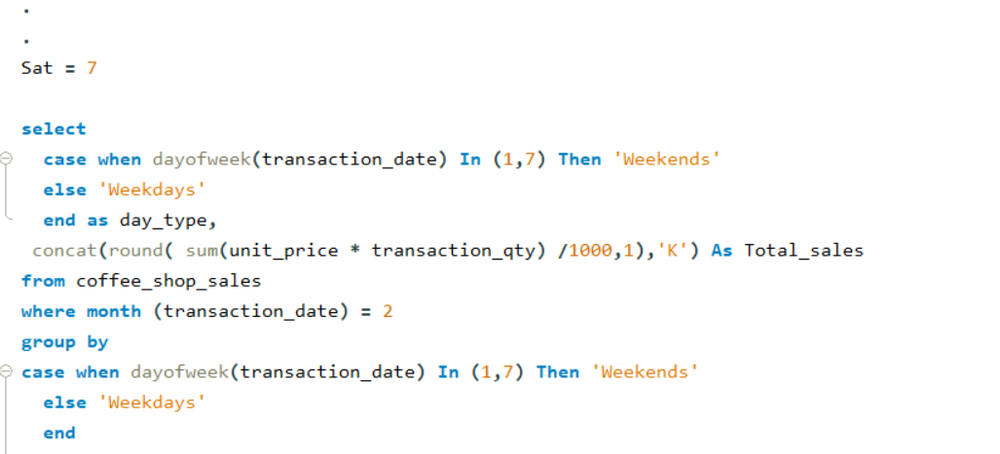 .
.
Sat = 7
select
case when dayofweek(transaction_date) In (1,7) Then 'Weekends'
else 'Weekdays'
end as day_type,
concat(round( sum(unit_price * transaction_qty) /1000,1),'K') As Total_sales
from coffee_shop_sales
where month (transaction_date) = 2
group by
case when dayofweek(transaction_date) In (1,7) Then 'Weekends'
else 'Weekdays'
end